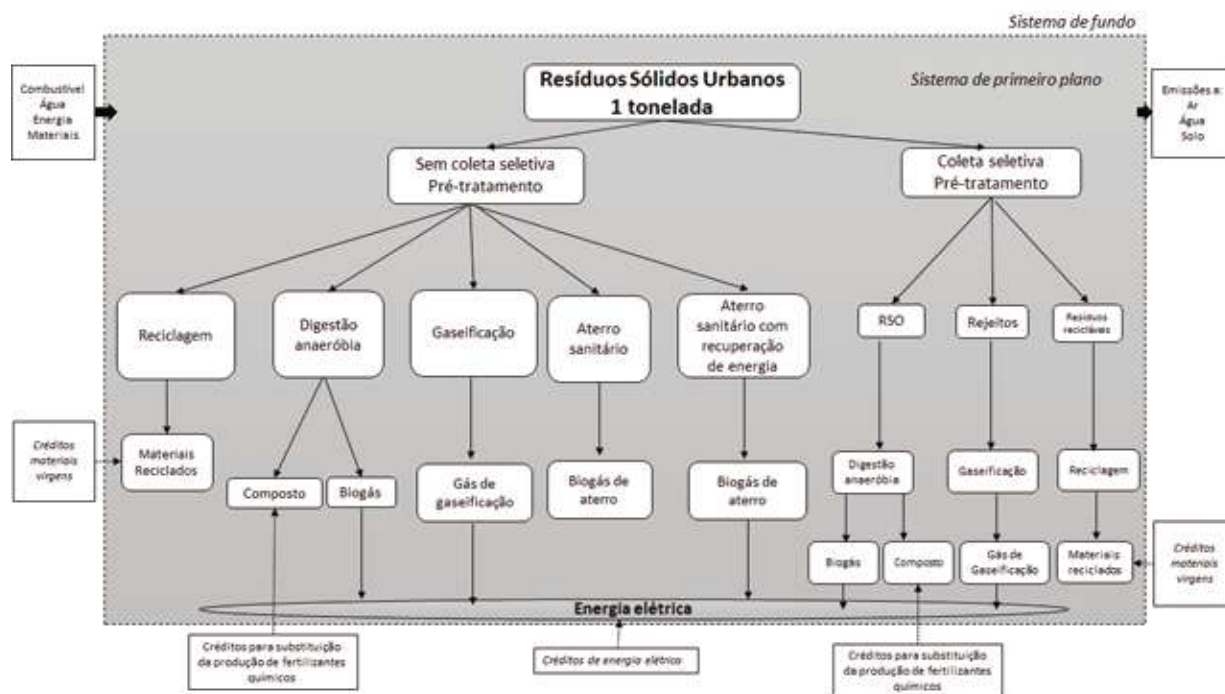 Sistema de fundo
Combustível
Água
Energia
Materiais
Resíduos Sólidos Urbanos
1 tonelada
Sistema de primeiro plano
Emissões a:
Ar
Água
Solo
Sem coleta seletiva
Pré-tratamento
Coleta seletiva
Pré-tratamento
Reciclagem
Digestão
anaeróbia
Gaseificação
Aterro
sanitário
Aterro
sanitário com
recuperação
de energia
RSO
Rejeitos
Resíduos
recicláveis
Créditos
materiais
virgens
Materiais
Reciclados
Composto
Biogás
Gás de
gaseificação
Biogás de
aterro
Biogás de
aterro
Digestão
anaeróbia
Gaseificação
Reciclagem
Biogás
Composto
Gás de
Gaseificação
Materiais
reciclados
Créditos
materiais
virgens
Energia elétrica
Créditos para substituição
da produção de fertilizantes
químicos
Créditos de energia elétrica
Créditos para substituição
da produção de fertilizantes
químicos